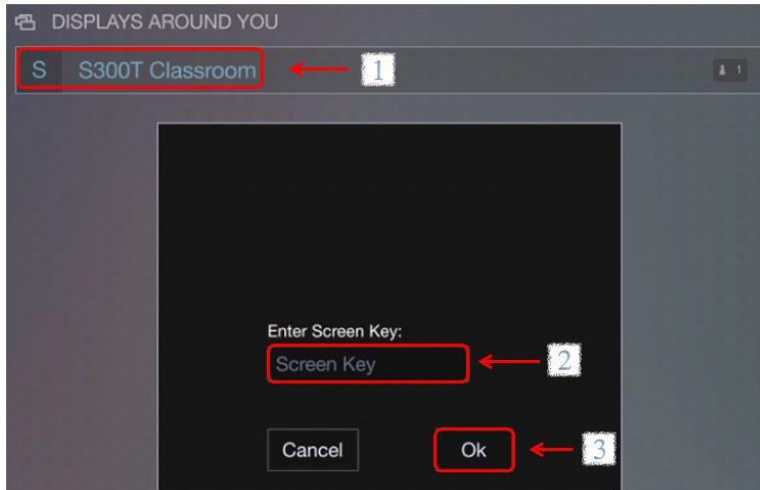 DISPLAYS AROUND YOU
S S300T Classroom 1 1
Enter Screen Key:
Screen Key 2
Cancel Ok 3